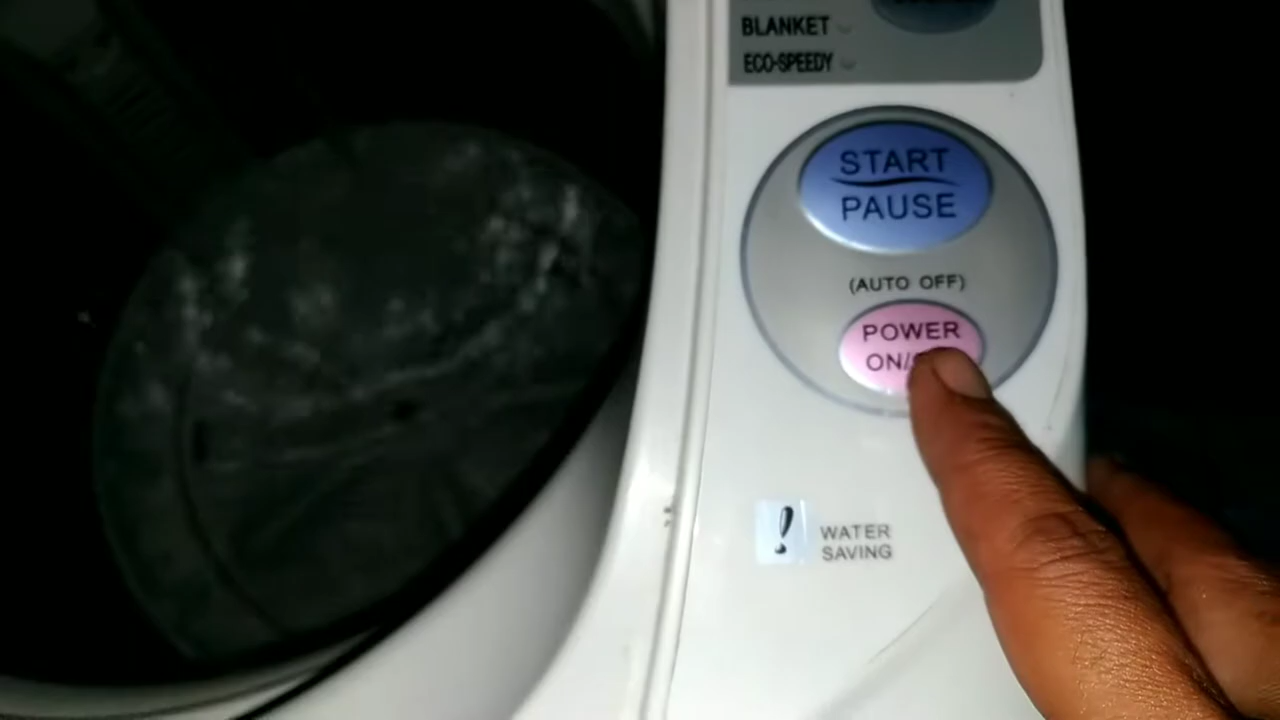 BLANKET
ECO-SPEEDY
START
PAUSE
(AUTO OFF)
POWER
ON/
!
WATER
SAVING